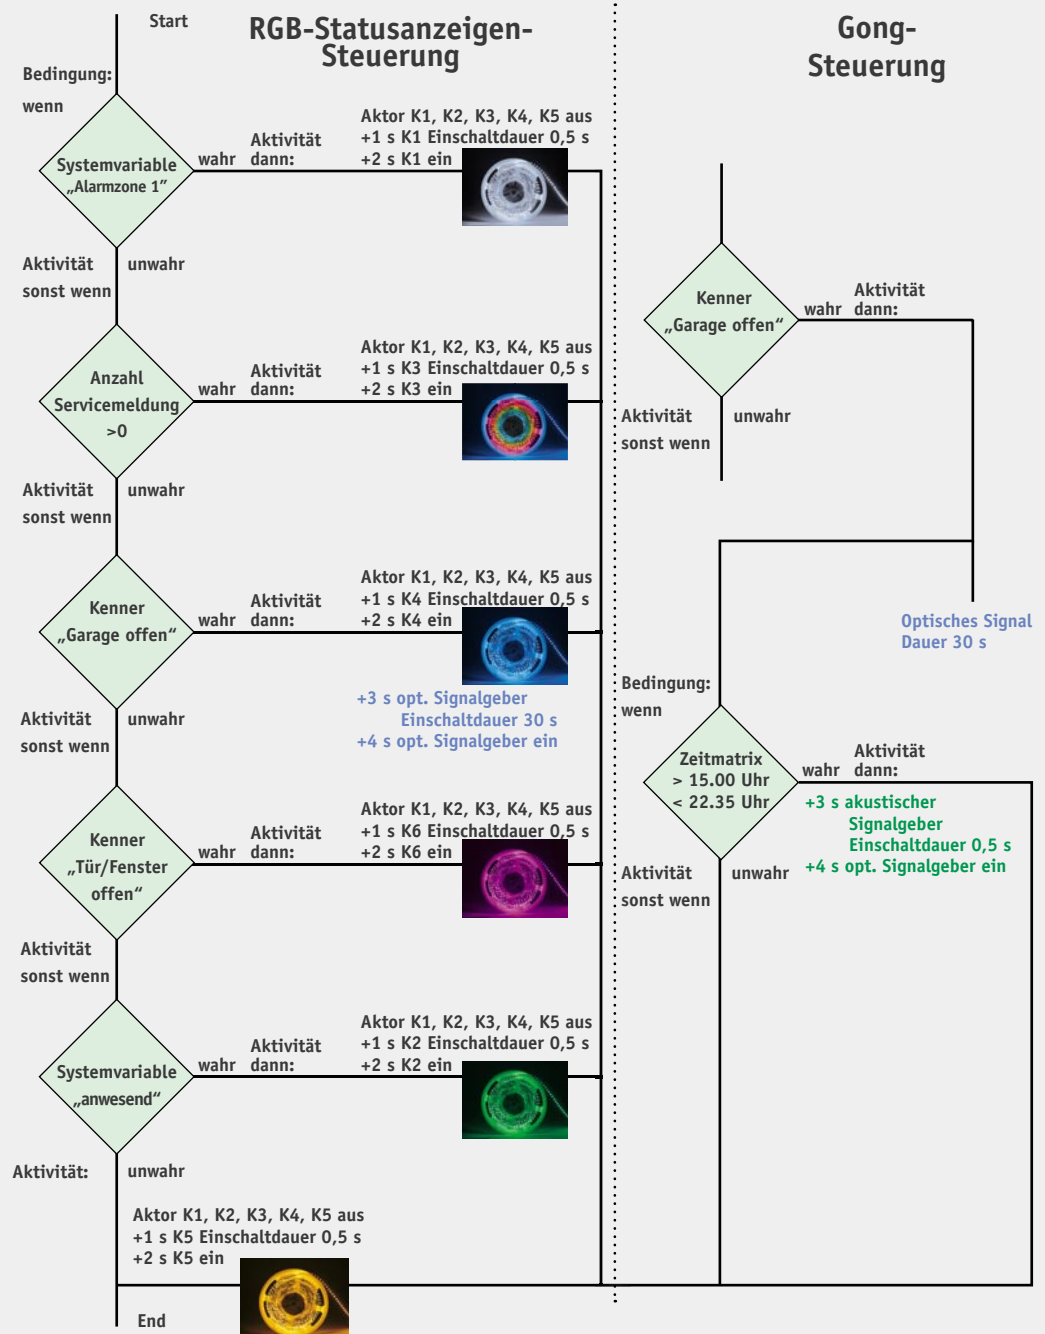 Start
RGB-Statusanzeigen-
Steuerung
Bedingung:
wenn
Systemvariable
„Alarmzone 1”
wahr
Aktivität
dann:
Aktor K1, K2, K3, K4, K5 aus
+1 s K1 Einschaltdauer 0,5 s
+2 s K1 ein
Aktivität
sonst wenn
unwahr
Anzahl
Servicemeldung
>0
wahr
Aktivität
dann:
Aktor K1, K2, K3, K4, K5 aus
+1 s K3 Einschaltdauer 0,5 s
+2 s K3 ein
Aktivität
sonst wenn
unwahr
Kenner
„Garage offen“
wahr
Aktivität
dann:
Aktor K1, K2, K3, K4, K5 aus
+1 s K4 Einschaltdauer 0,5 s
+2 s K4 ein
+3 s opt. Signalgeber
Einschaltdauer 30 s
+4 s opt. Signalgeber ein
Aktivität
sonst wenn
unwahr
Kenner
„Tür/Fenster
offen“
wahr
Aktivität
dann:
Aktor K1, K2, K3, K4, K5 aus
+1 s K6 Einschaltdauer 0,5 s
+2 s K6 ein
Aktivität
sonst wenn
Systemvariable
„anwesend“
wahr
Aktivität
dann:
Aktor K1, K2, K3, K4, K5 aus
+1 s K2 Einschaltdauer 0,5 s
+2 s K2 ein
Aktivität:
unwahr
Aktor K1, K2, K3, K4, K5 aus
+1 s K5 Einschaltdauer 0,5 s
+2 s K5 ein
End
Gong-
Steuerung
Kenner
„Garage offen“
wahr
Aktivität
dann:
Aktivität
sonst wenn
unwahr
Optisches Signal
Dauer 30 s
Bedingung:
wenn
Zeitmatrix
> 15.00 Uhr
< 22.35 Uhr
wahr
Aktivität
dann:
+3 s akustischer
Signalgeber
Einschaltdauer 0,5 s
+4 s opt. Signalgeber ein
Aktivität
sonst wenn
unwahr